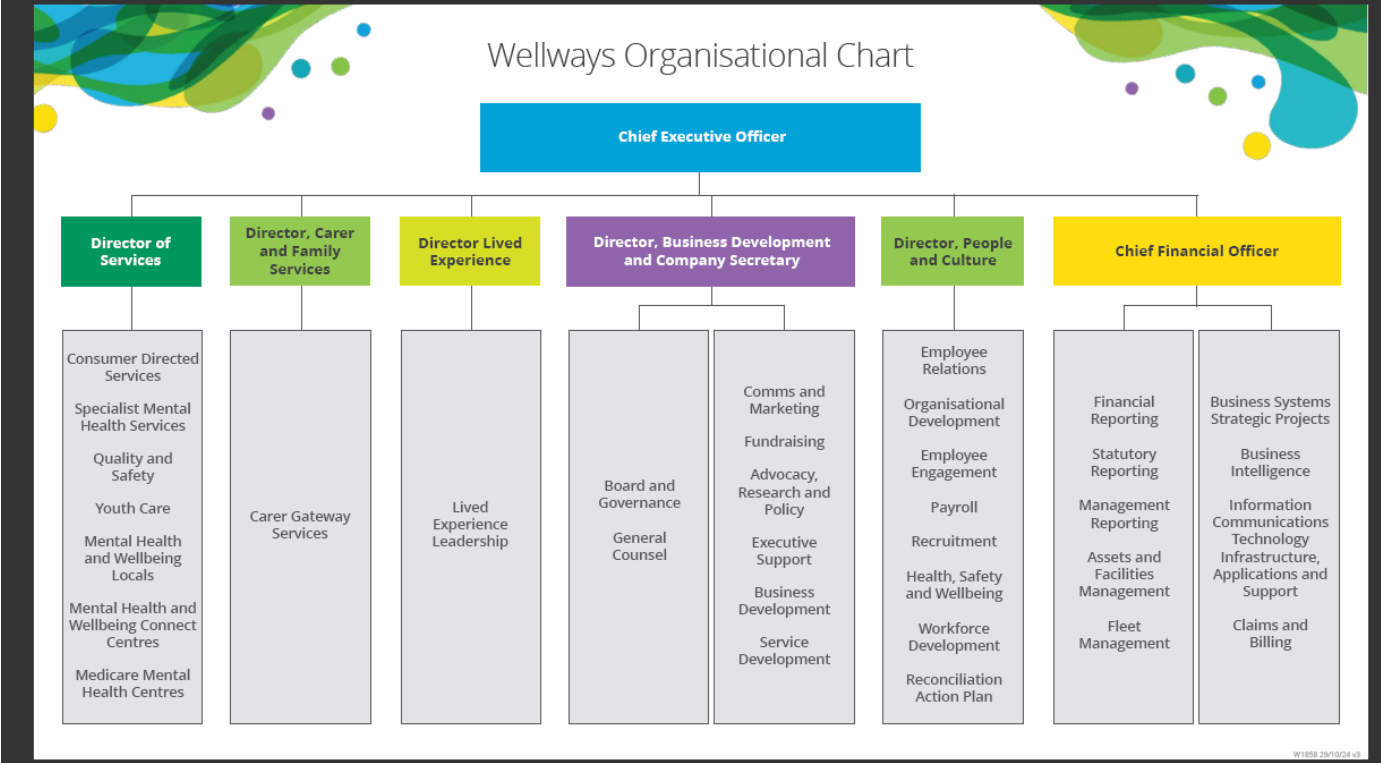 Wellways Organisational Chart
Chief Executive Officer
Director of
Services
Director, Carer
and Family
Services
Director Lived
Experience
Director, Business Development
and Company Secretary
Director, People
and Culture
Chief Financial Officer
Consumer Directed
Services
Specialist Mental
Health Services
Quality and
Safety
Youth Care
Mental Health
and Wellbeing
Locals
Mental Health and
Wellbeing Connect
Centres
Medicare Mental
Health Centres
Carer Gateway
Services
Lived
Experience
Leadership
Board and
Governance
General
Counsel
Comms and
Marketing
Fundraising
Advocacy,
Research and
Policy
Executive
Support
Business
Development
Service
Development
Employee
Relations
Organisational
Development
Employee
Engagement
Payroll
Recruitment
Health, Safety
and Wellbeing
Workforce
Development
Reconciliation
Action Plan
Financial
Reporting
Statutory
Reporting
Management
Reporting
Assets and
Facilities
Management
Fleet
Management
Business Systems
Strategic Projects
Business
Intelligence
Information
Communications
Technology
Infrastructure,
Applications and
Support
Claims and
Billing
W1858 29/10/24 v3